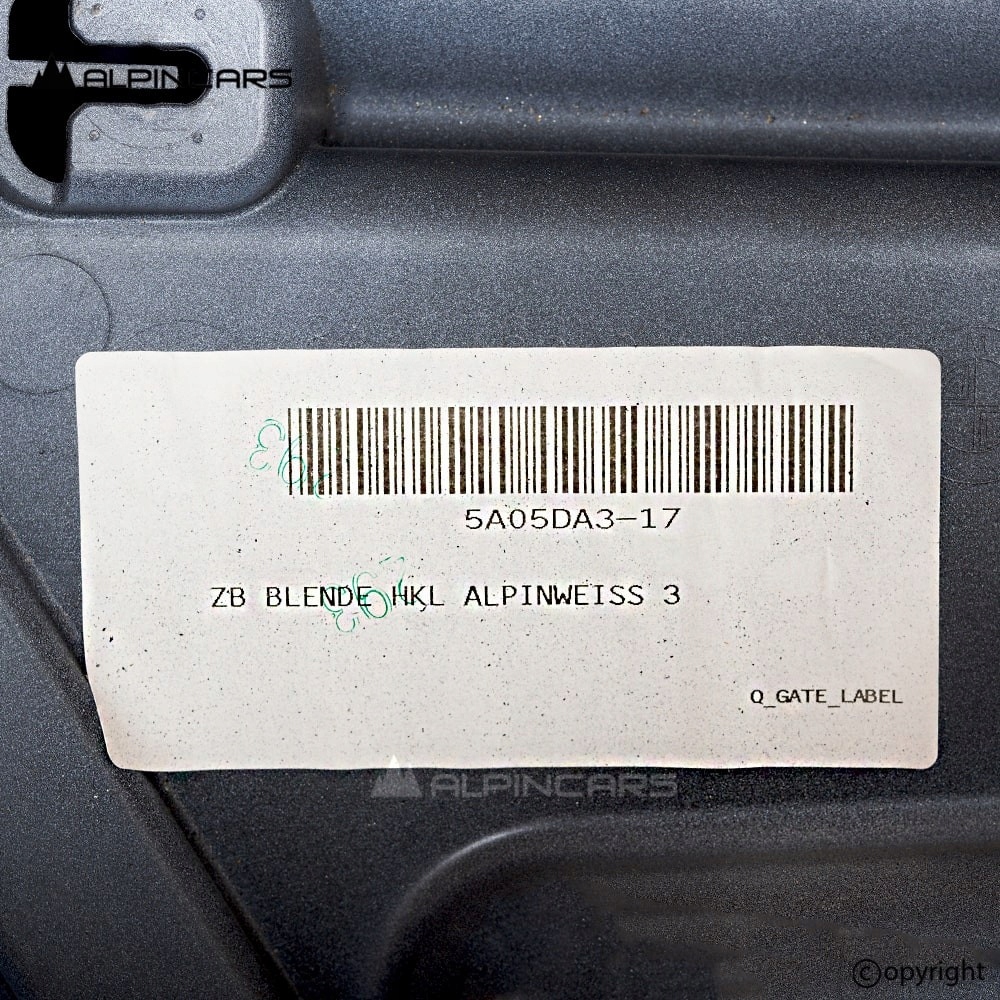 ALPINCARS
5A05DA3-17
ZB BLENDE HKL ALPINWEISS 3
Q_GATE_LABEL
ALPINCARS
©opyright